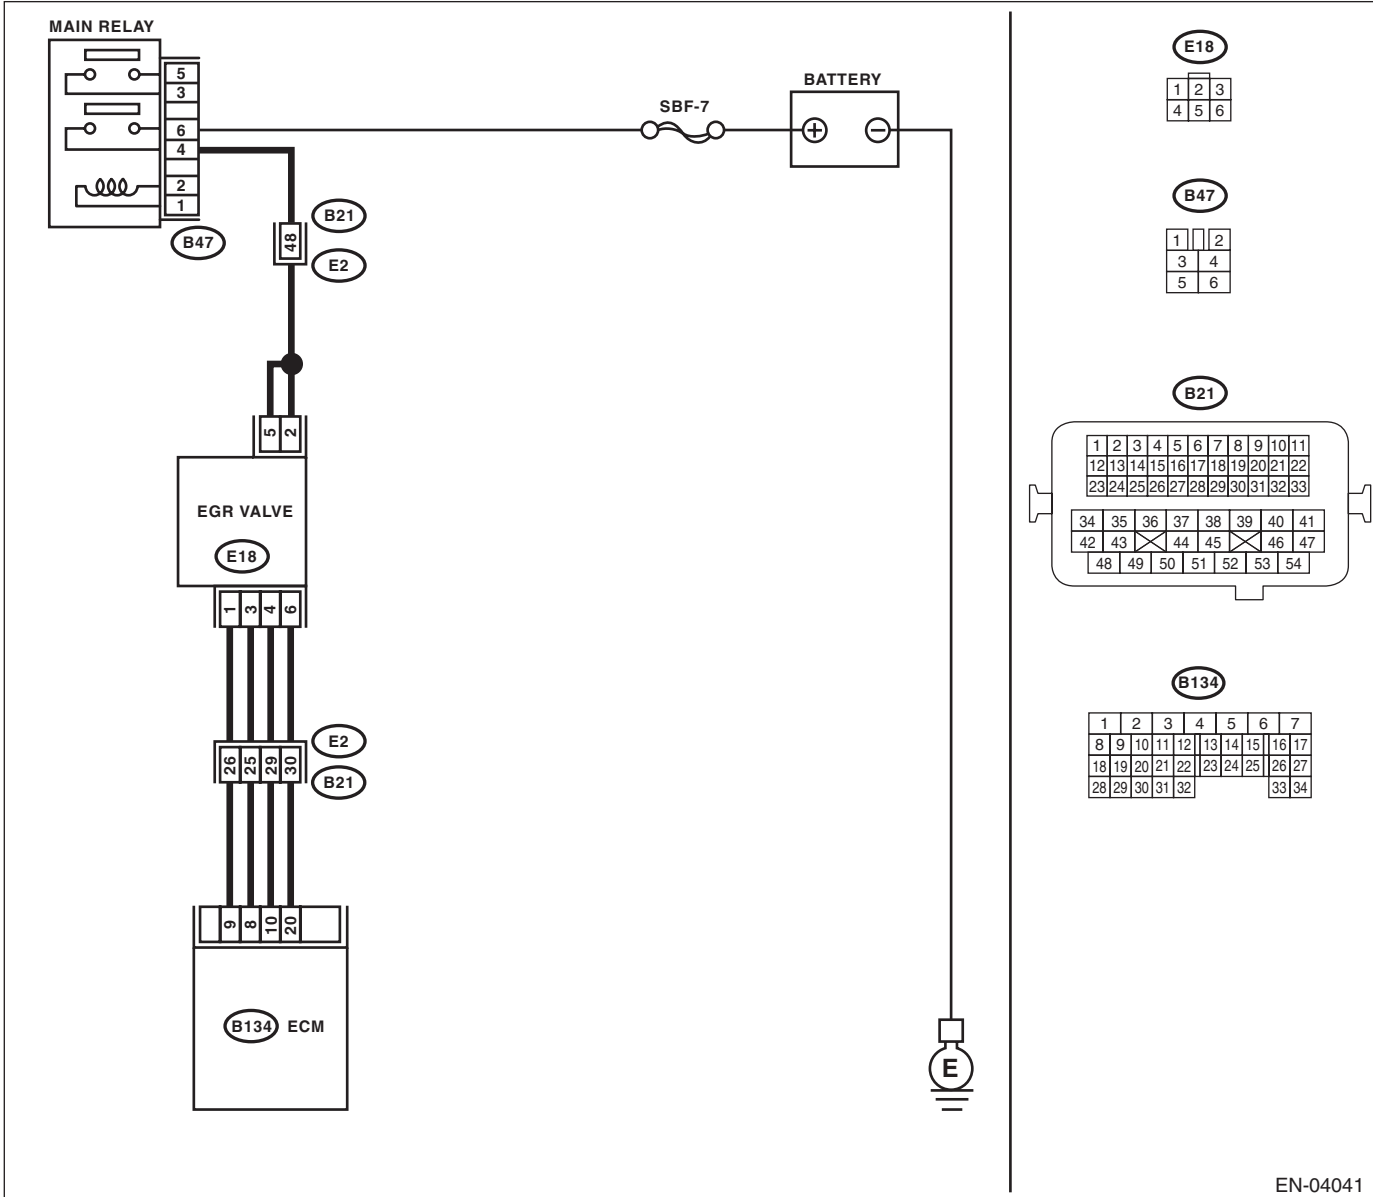 MAIN RELAY
5
3
6
4
2
1
B47
SBF-7
BATTERY
+
−
48
B21
E2
5 2
EGR VALVE
E18
1 3 4 6
26 25 29 30
E2
B21
9 8 10 20
B134 ECM
E
E18
1 2 3
4 5 6
B47
1 2
3 4
5 6
B21
1 2 3 4 5 6 7 8 9 10 11
12 13 14 15 16 17 18 19 20 21 22
23 24 25 26 27 28 29 30 31 32 33
34 35 36 37 38 39 40 41
42 43 44 45 46 47
48 49 50 51 52 53 54
B134
1 2 3 4 5 6 7
8 9 10 11 12 13 14 15 16 17
18 19 20 21 22 23 24 25 26 27
28 29 30 31 32 33 34
EN-04041